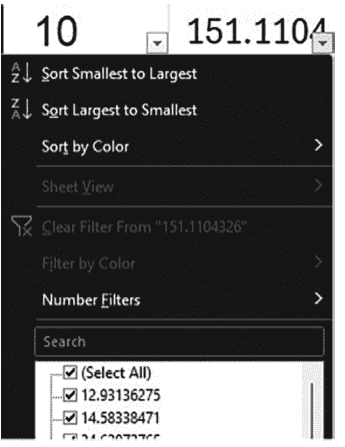 10 151.1104
Sort Smallest to Largest
Sort Largest to Smallest
Sort by Color
Sheet View
Clear Filter From "151.1104326"
Filter by Color
Number Filters
Search
(Select All)
12.93136275
14.58338471